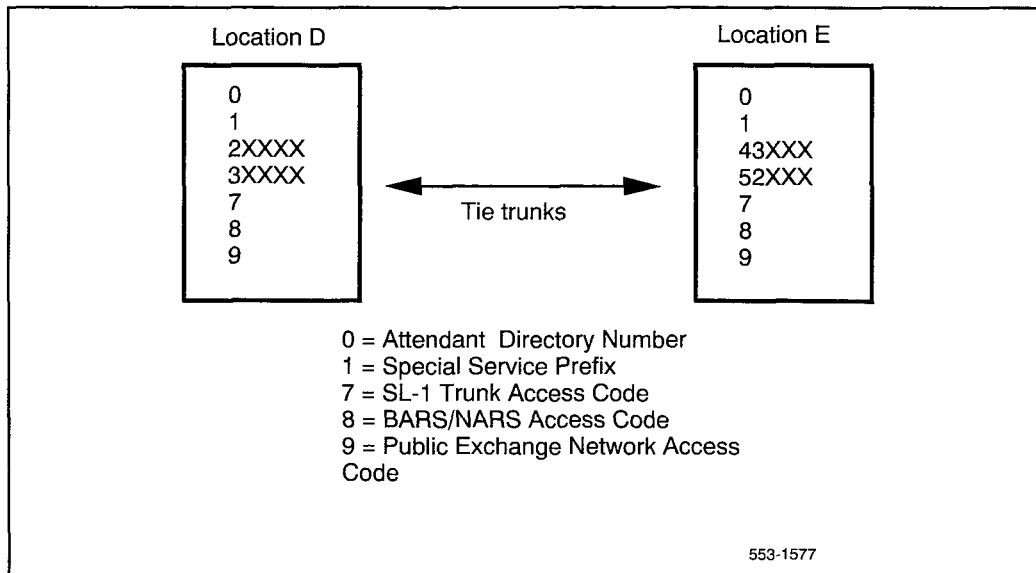 Location D
0
1
2XXXX
3XXXX
7
8
9
Tie trunks
Location E
0
1
43XXX
52XXX
7
8
9
0 = Attendant Directory Number
1 = Special Service Prefix
7 = SL-1 Trunk Access Code
8 = BARS/NARS Access Code
9 = Public Exchange Network Access
Code
553-1577